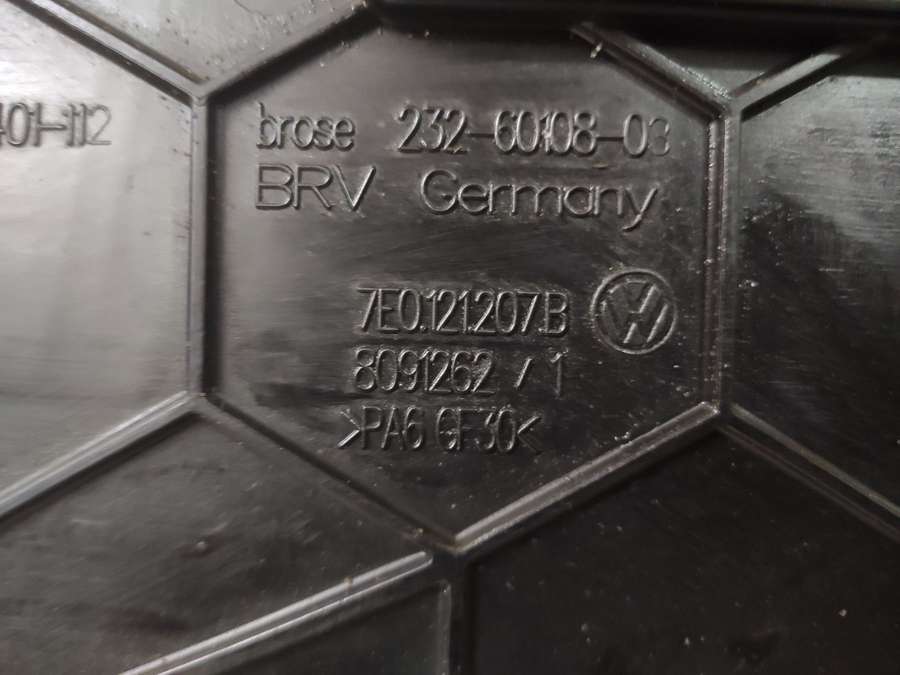 401-112
brose 232-60108-03
BRV Germany
7E0.121.207.B
8091262 / 1
>PA6 GF30<